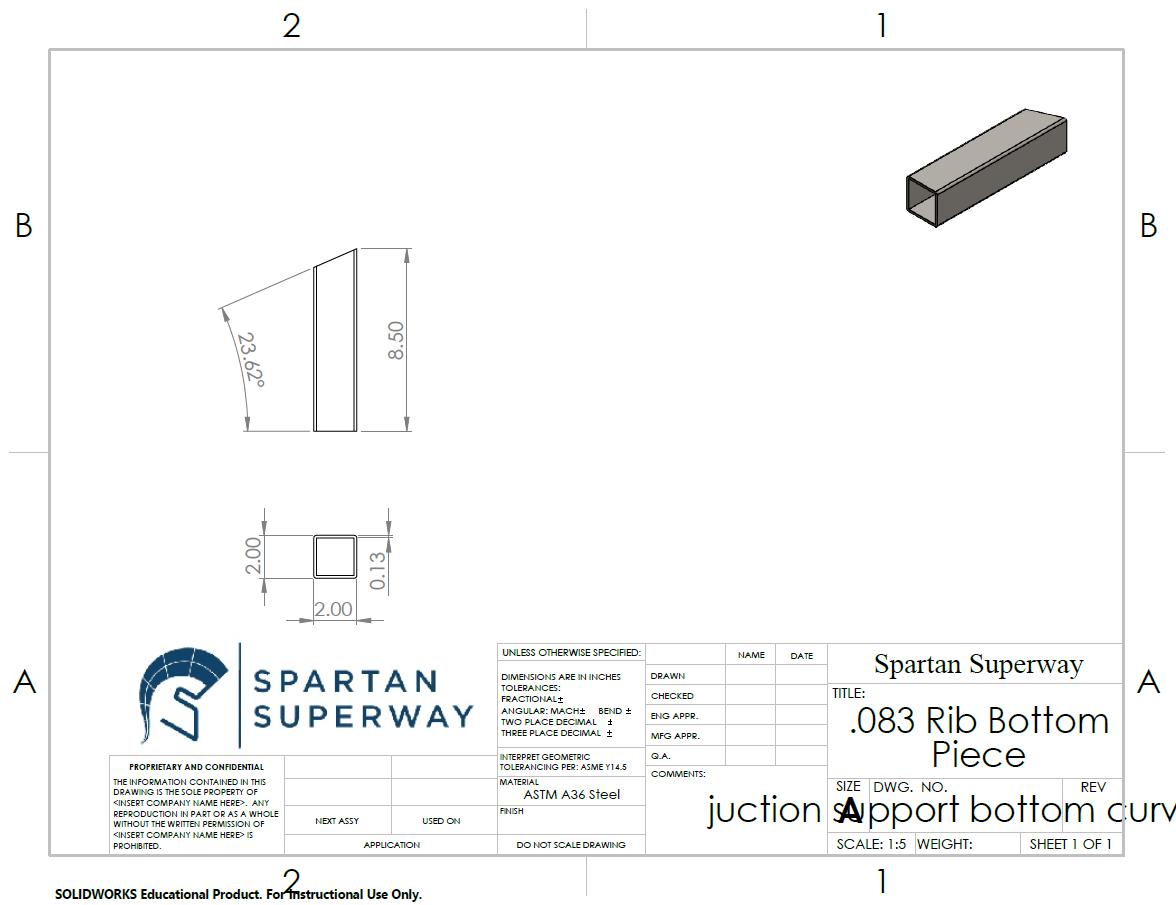 2
1
B
B
23.62°
8.50
2.00
0.13
2.00
A
A
SPARTAN
SUPERWAY
UNLESS OTHERWISE SPECIFIED:
DIMENSIONS ARE IN INCHES
TOLERANCES:
FRACTIONAL±
ANGULAR: MACH± BEND ±
TWO PLACE DECIMAL ±
THREE PLACE DECIMAL ±
INTERPRET GEOMETRIC
TOLERANCING PER: ASME Y14.5
MATERIAL
ASTM A36 Steel
FINISH
DO NOT SCALE DRAWING
NAME
DATE
DRAWN
CHECKED
ENG APPR.
MFG APPR.
Q.A.
COMMENTS:
Spartan Superway
TITLE:
.083 Rib Bottom
Piece
SIZE
A
DWG. NO.
REV
juction support bottom curv
SCALE: 1:5
WEIGHT:
SHEET 1 OF 1
PROPRIETARY AND CONFIDENTIAL
THE INFORMATION CONTAINED IN THIS
DRAWING IS THE SOLE PROPERTY OF
<INSERT COMPANY NAME HERE>. ANY
REPRODUCTION IN PART OR AS A WHOLE
WITHOUT THE WRITTEN PERMISSION OF
<INSERT COMPANY NAME HERE> IS
PROHIBITED.
NEXT ASSY
USED ON
APPLICATION
2
1
SOLIDWORKS Educational Product. For Instructional Use Only.